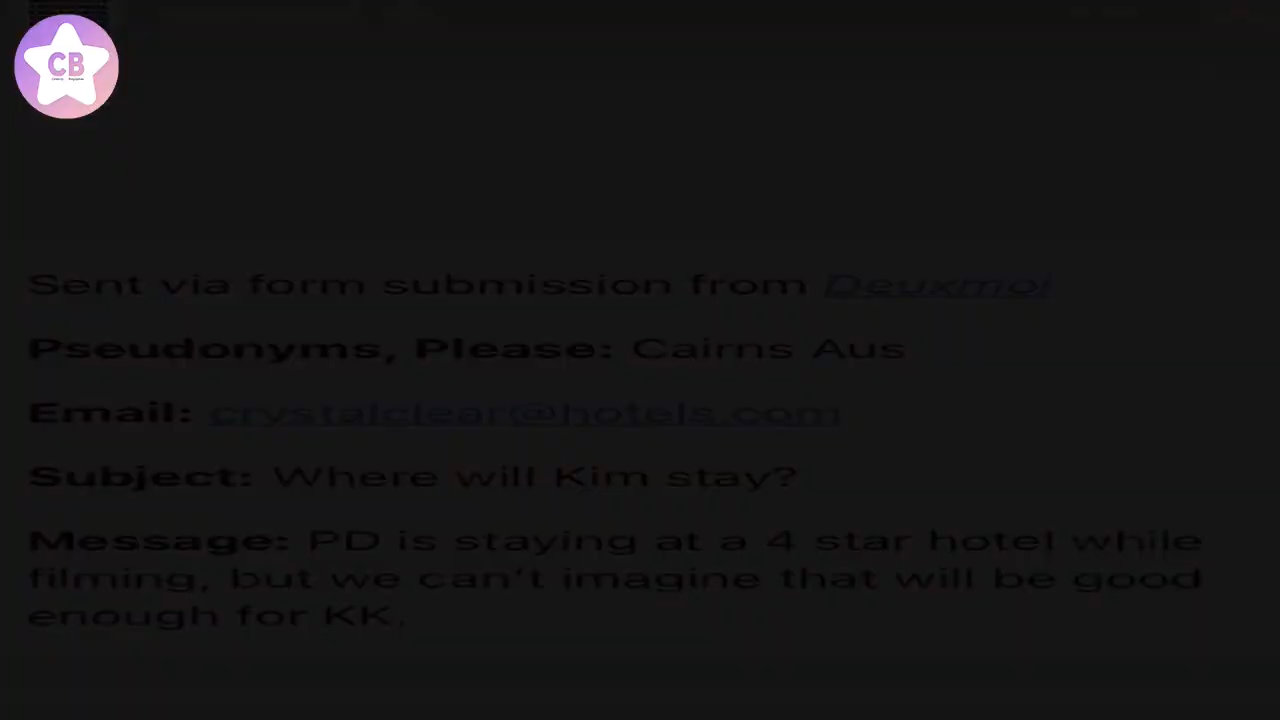 CB
Sent via form submission from Deuxmoi
Pseudonyms, Please: Cairns Aus
Email: crystalclear@hotels.com
Subject: Where will Kim stay?
Message: PD is staying at a 4 star hotel while
filming, but we can't imagine that will be good
enough for KK.